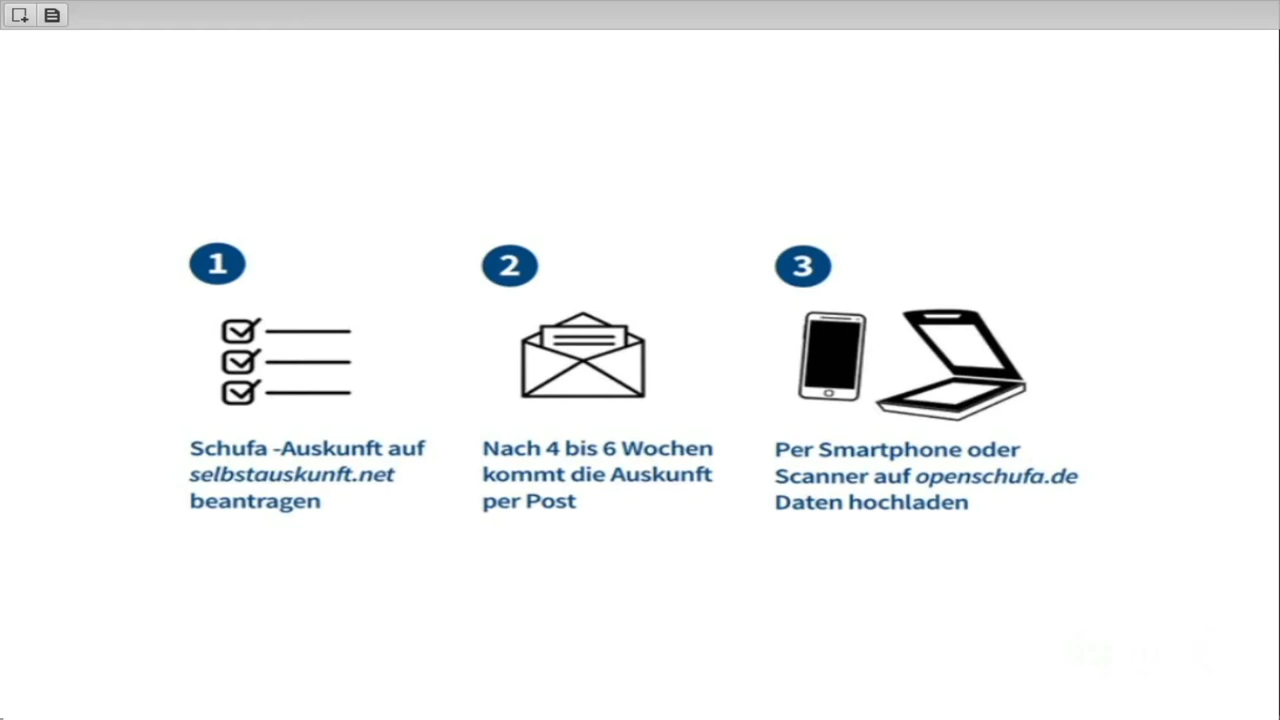 1
2
3
Schufa -Auskunft auf
selbstauskunft.net
beantragen
Nach 4 bis 6 Wochen
kommt die Auskunft
per Post
Per Smartphone oder
Scanner auf openschufa.de
Daten hochladen